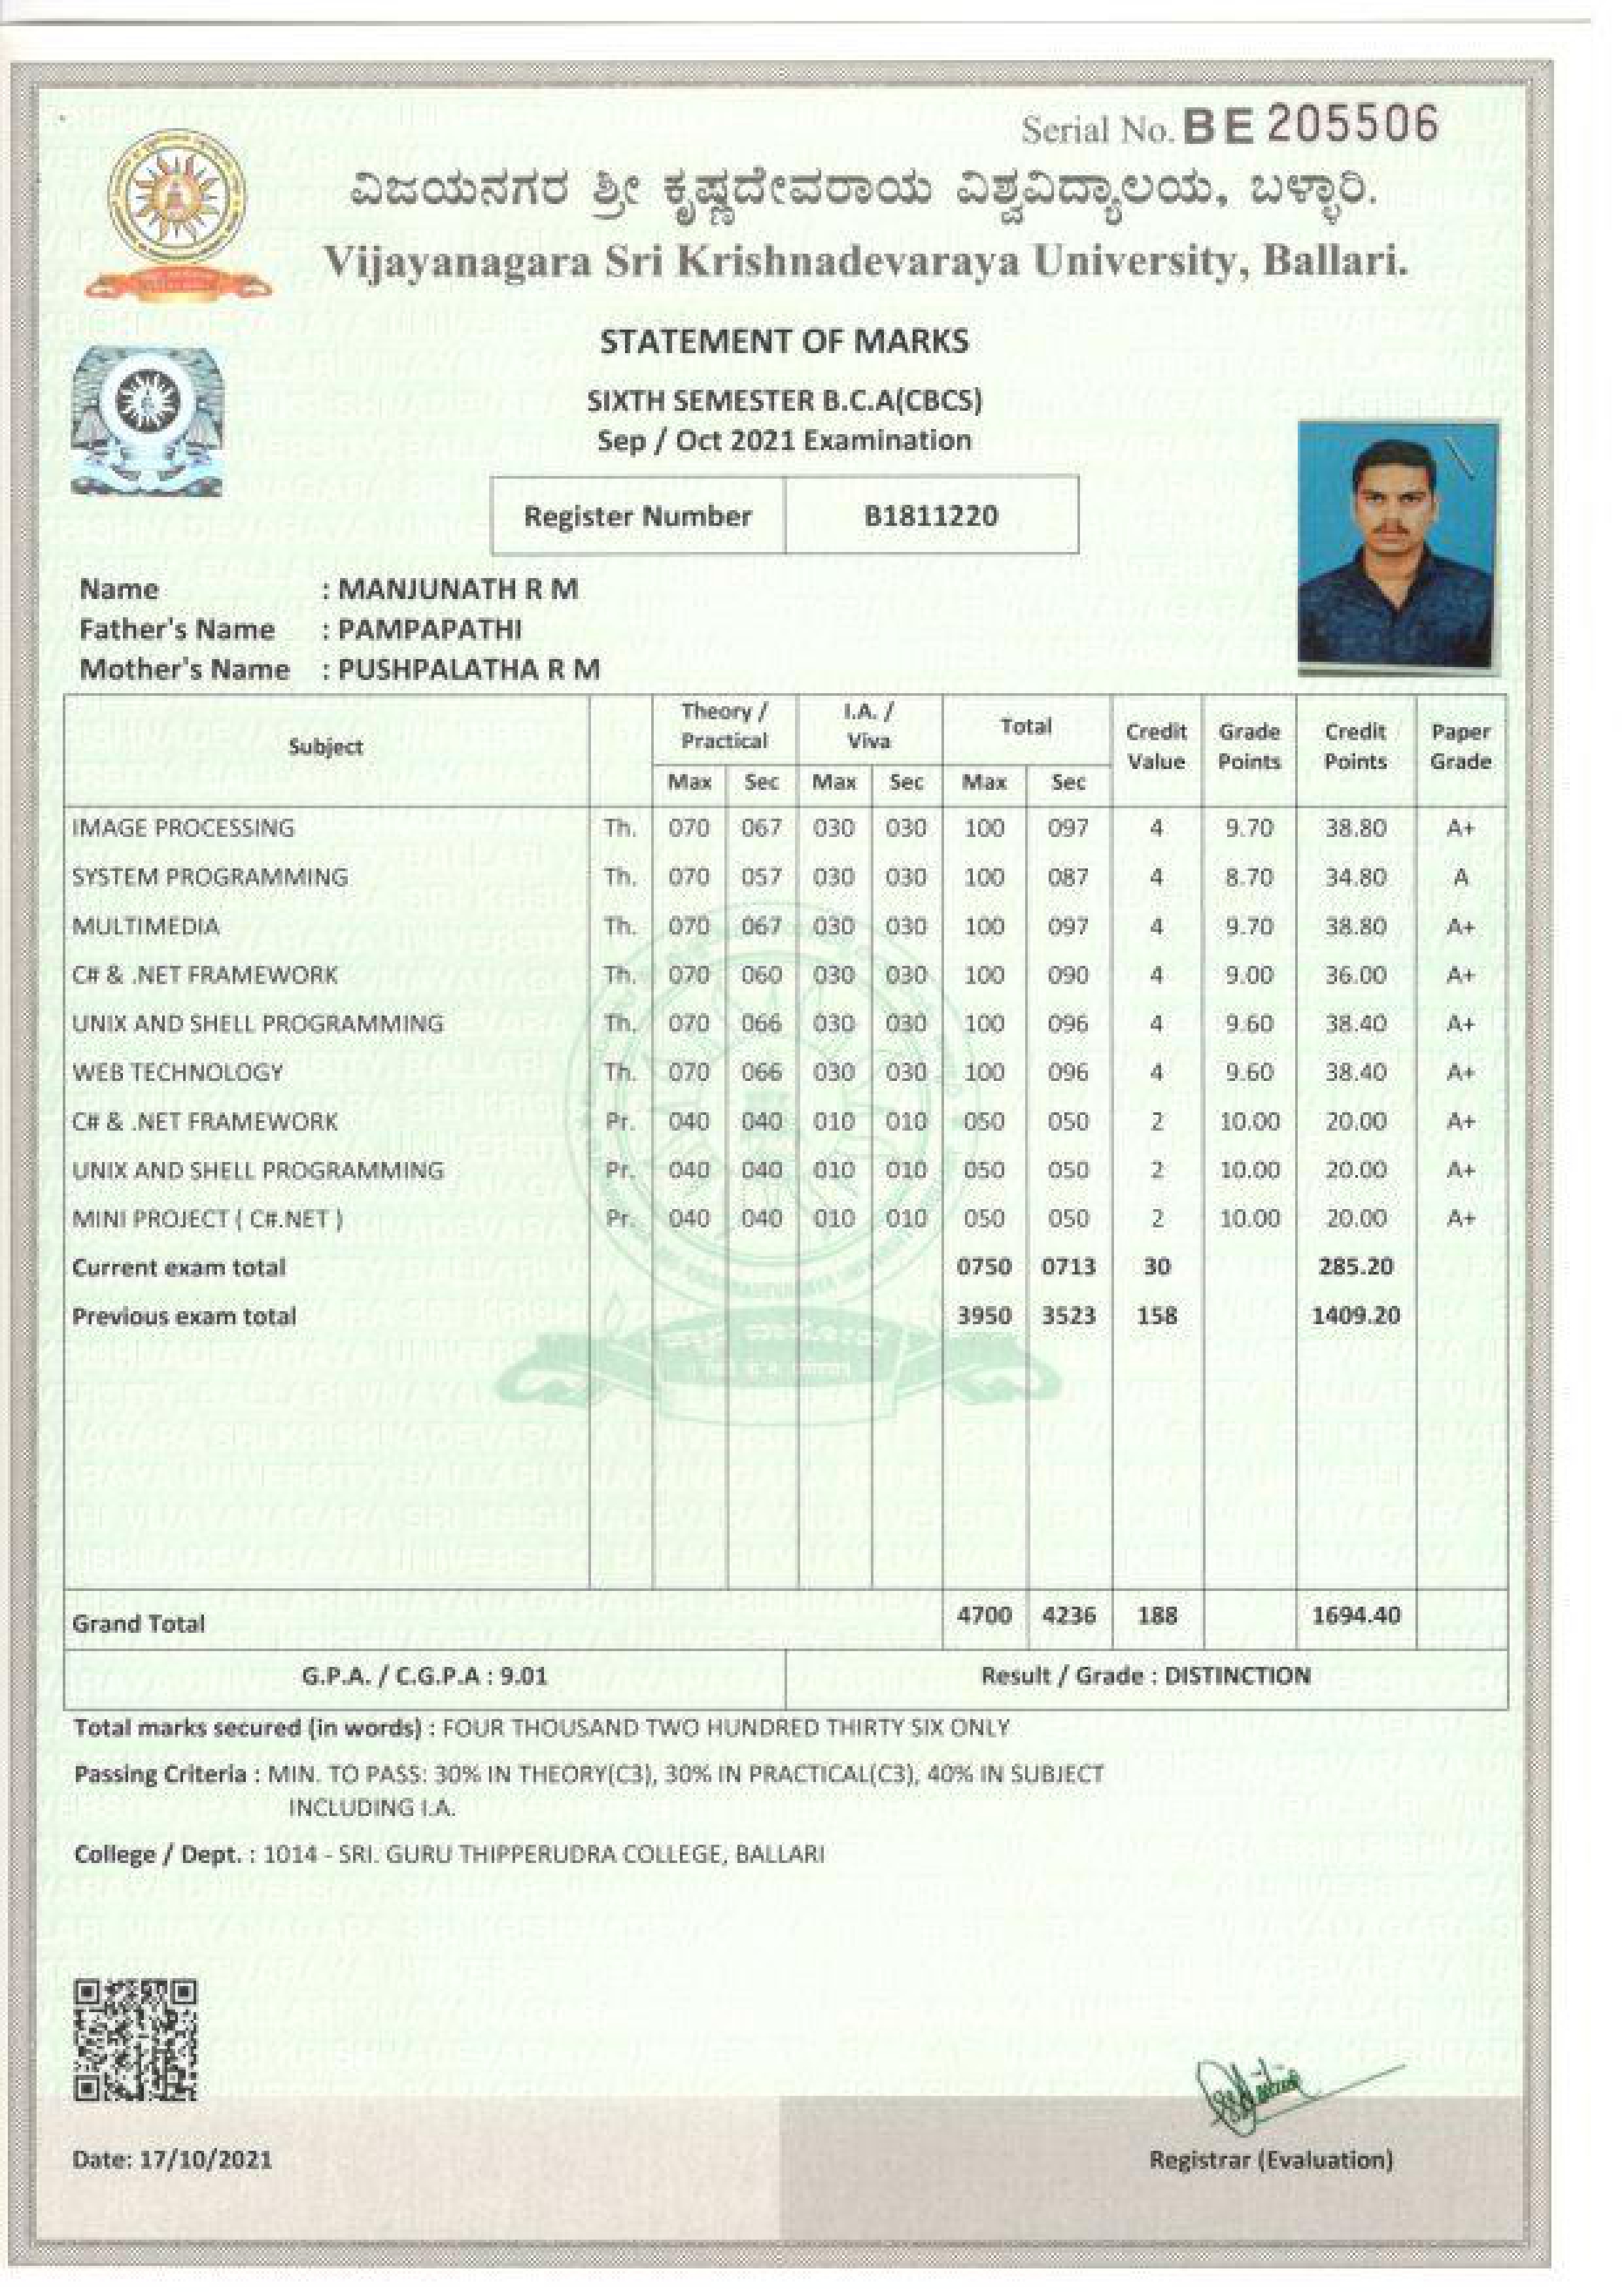 Serial No. BE 205506
ವಿಜಯನಗರ ಶ್ರೀ ಕೃಷ್ಣದೇವರಾಯ ವಿಶ್ವವಿದ್ಯಾಲಯ, ಬಳ್ಳಾರಿ.
Vijayanagara Sri Krishnadevaraya University, Ballari.
STATEMENT OF MARKS
SIXTH SEMESTER B.C.A(CBCS)
Sep / Oct 2021 Examination
Register Number B1811220
Name : MANJUNATH R M
Father's Name : PAMPAPATHI
Mother's Name : PUSHPALATHA R M
Subject Theory / Practical I.A. / Viva Total Credit Value Grade Points Credit Points Paper Grade
Max Sec Max Sec Max Sec
IMAGE PROCESSING Th. 070 067 030 030 100 097 4 9.70 38.80 A+
SYSTEM PROGRAMMING Th. 070 057 030 030 100 087 4 8.70 34.80 A
MULTIMEDIA Th. 070 067 030 030 100 097 4 9.70 38.80 A+
C# & .NET FRAMEWORK Th. 070 060 030 030 100 090 4 9.00 36.00 A+
UNIX AND SHELL PROGRAMMING Th. 070 066 030 030 100 096 4 9.60 38.40 A+
WEB TECHNOLOGY Th. 070 066 030 030 100 096 4 9.60 38.40 A+
C# & .NET FRAMEWORK Pr. 040 040 010 010 050 050 2 10.00 20.00 A+
UNIX AND SHELL PROGRAMMING Pr. 040 040 010 010 050 050 2 10.00 20.00 A+
MINI PROJECT ( C#.NET ) Pr. 040 040 010 010 050 050 2 10.00 20.00 A+
Current exam total 0750 0713 30 285.20
Previous exam total 3950 3523 158 1409.20
Grand Total 4700 4236 188 1694.40
G.P.A. / C.G.P.A : 9.01 Result / Grade : DISTINCTION
Total marks secured (in words) : FOUR THOUSAND TWO HUNDRED THIRTY SIX ONLY
Passing Criteria : MIN. TO PASS: 30% IN THEORY(C3), 30% IN PRACTICAL(C3), 40% IN SUBJECT
INCLUDING I.A.
College / Dept. : 1014 - SRI. GURU THIPPERUDRA COLLEGE, BALLARI
Date: 17/10/2021
Registrar (Evaluation)